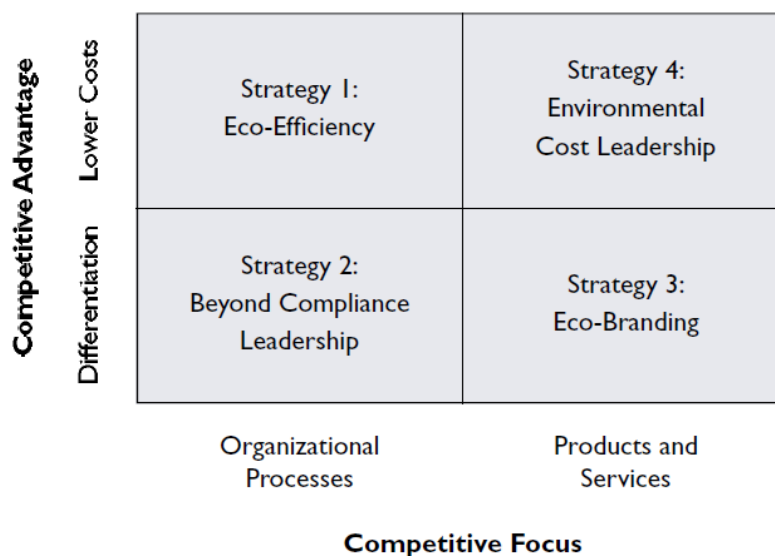 Competitive Advantage
Lower Costs
Differentiation
Strategy 1:
Eco-Efficiency
Strategy 4:
Environmental
Cost Leadership
Strategy 2:
Beyond Compliance
Leadership
Strategy 3:
Eco-Branding
Organizational
Processes
Products and
Services
Competitive Focus